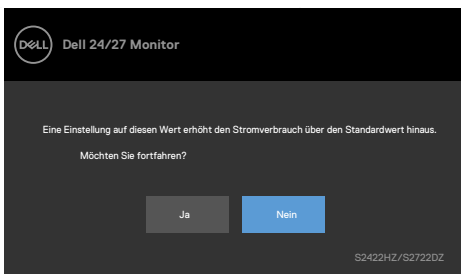 DELL Dell 24/27 Monitor
Eine Einstellung auf diesen Wert erhöht den Stromverbrauch über den Standardwert hinaus.
Möchten Sie fortfahren?
Ja Nein
S2422HZ/S2722DZ